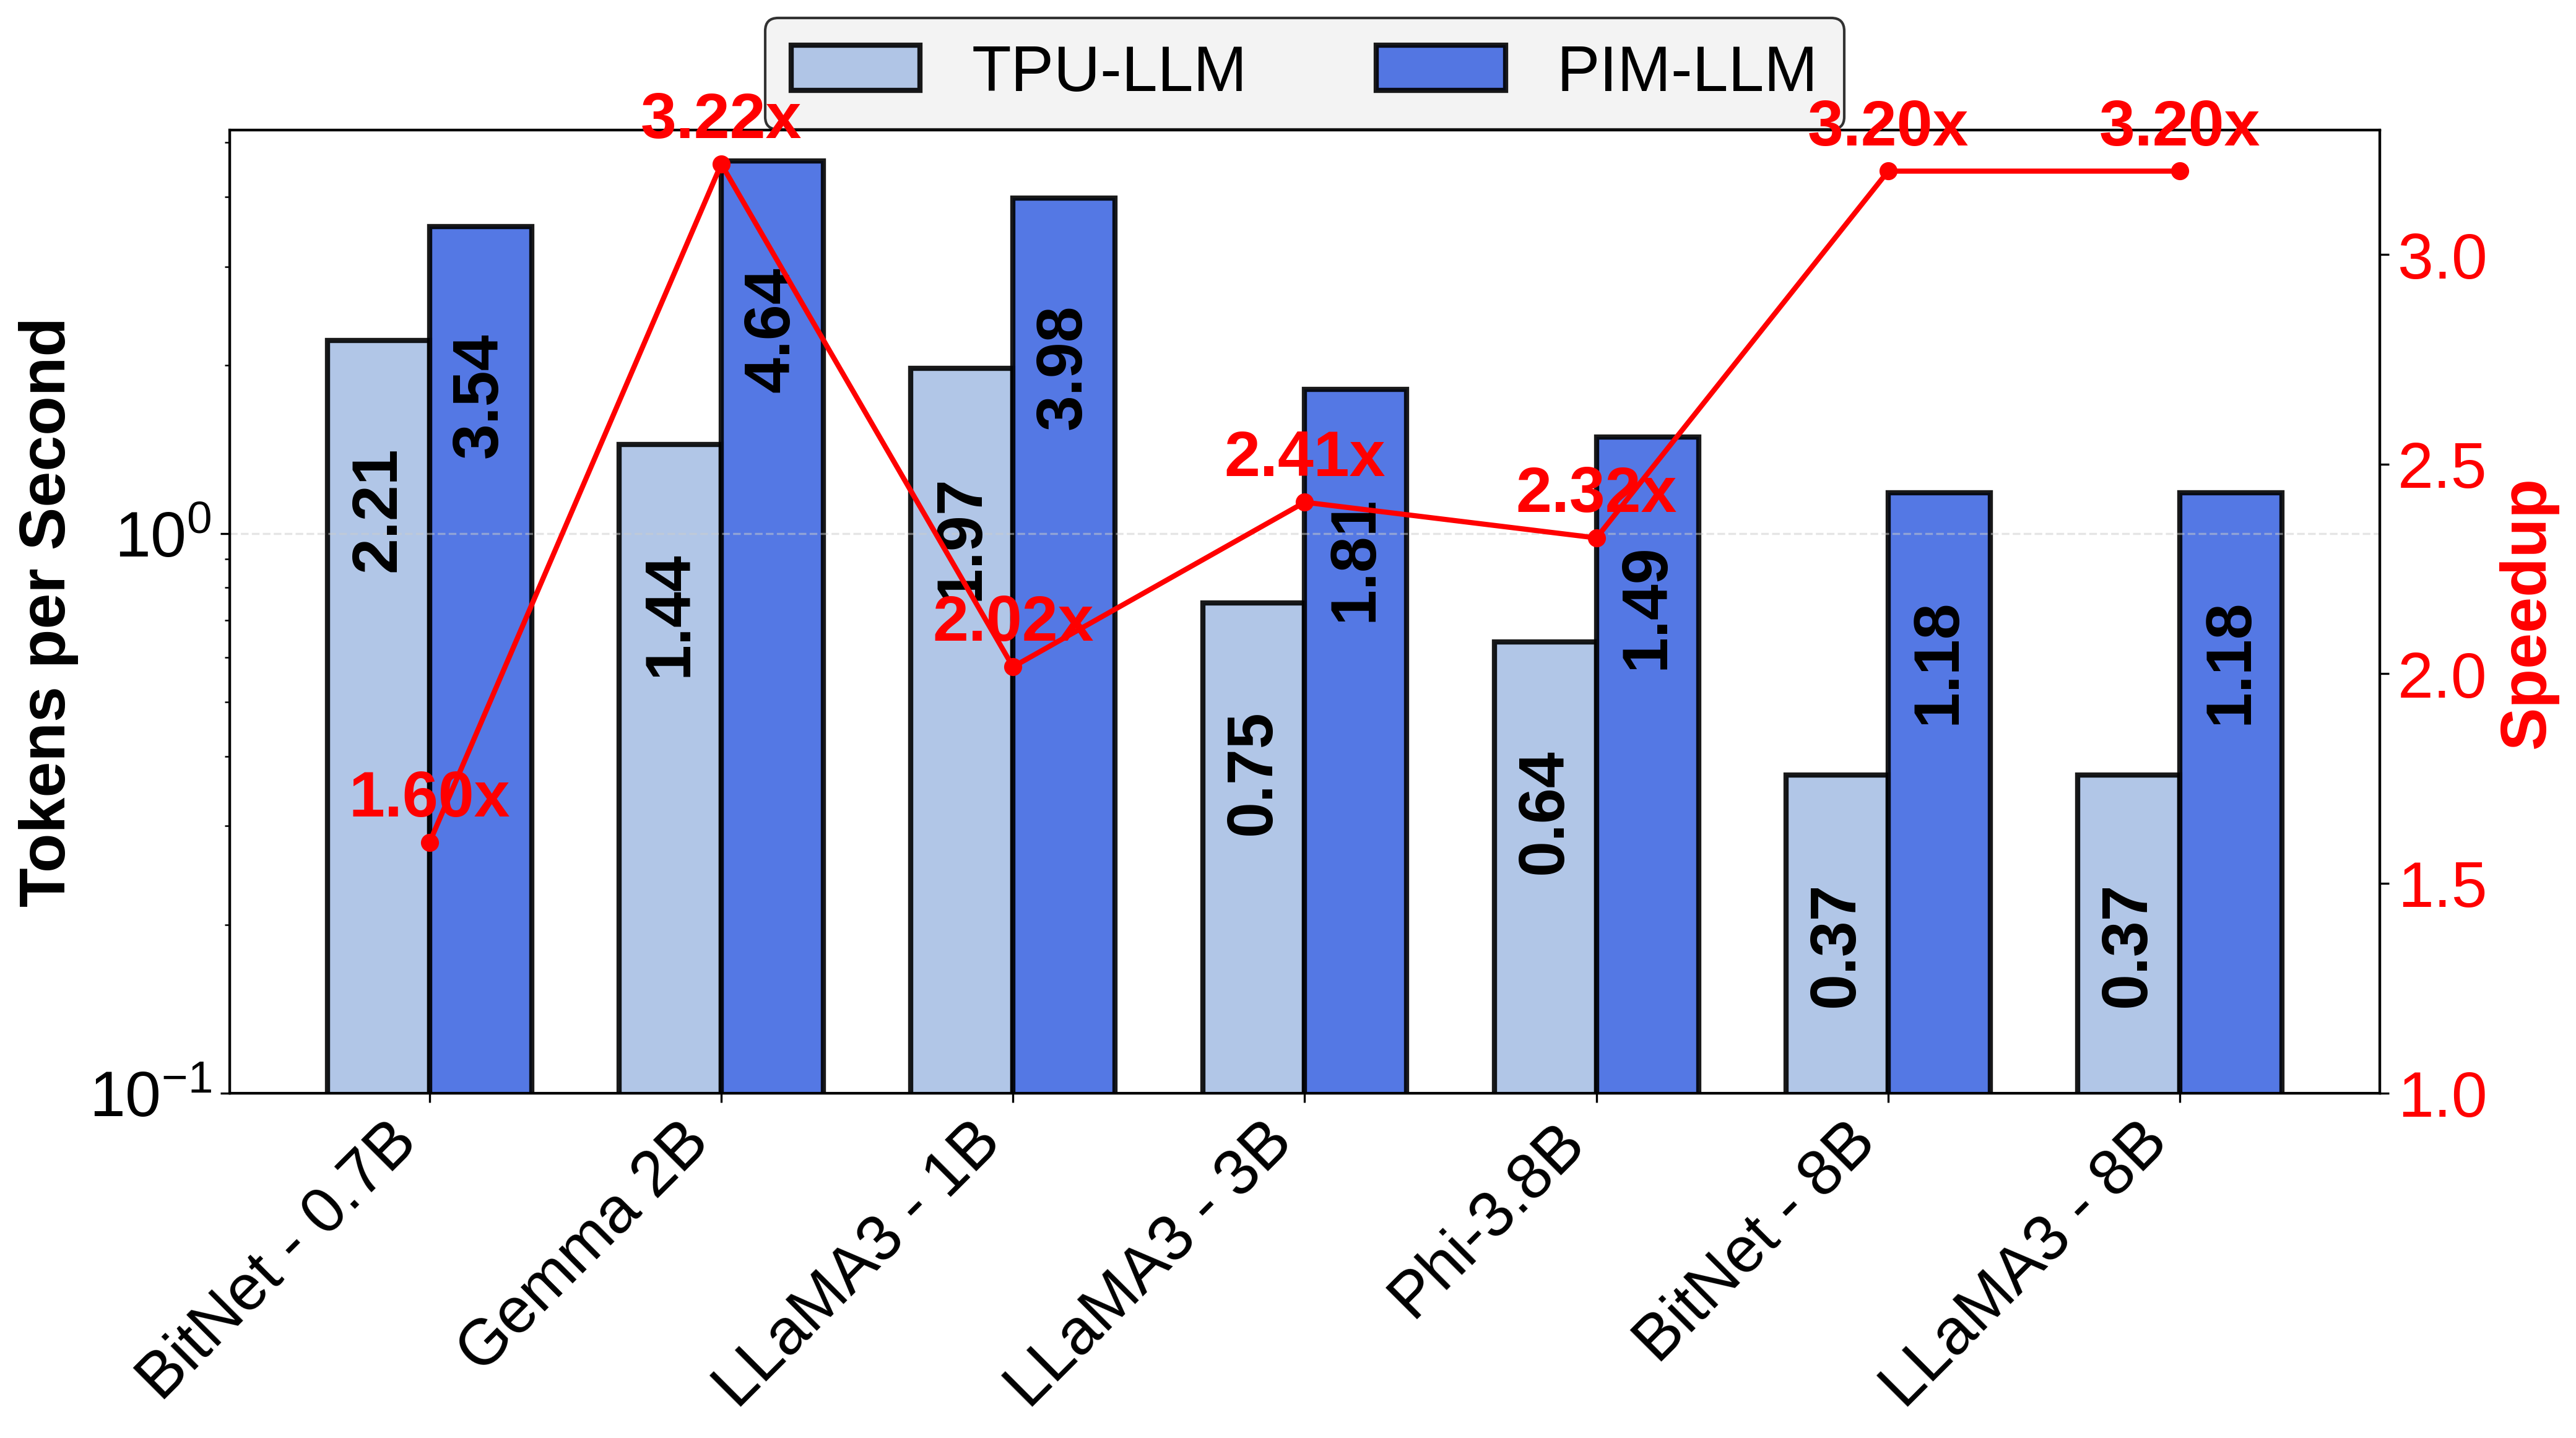 TPU-LLM PIM-LLM
3.22x 3.20x 3.20x
2.41x 2.32x
2.02x
1.60x
2.21 3.54 1.44 4.64 1.97 3.98 0.75 1.81 0.64 1.49 0.37 1.18 0.37 1.18
Tokens per Second
10⁰
10⁻¹
3.0
2.5
2.0
1.5
1.0
Speedup
BitNet - 0.7B
Gemma 2B
LLaMA3 - 1B
LLaMA3 - 3B
Phi-3.8B
BitNet - 8B
LLaMA3 - 8B